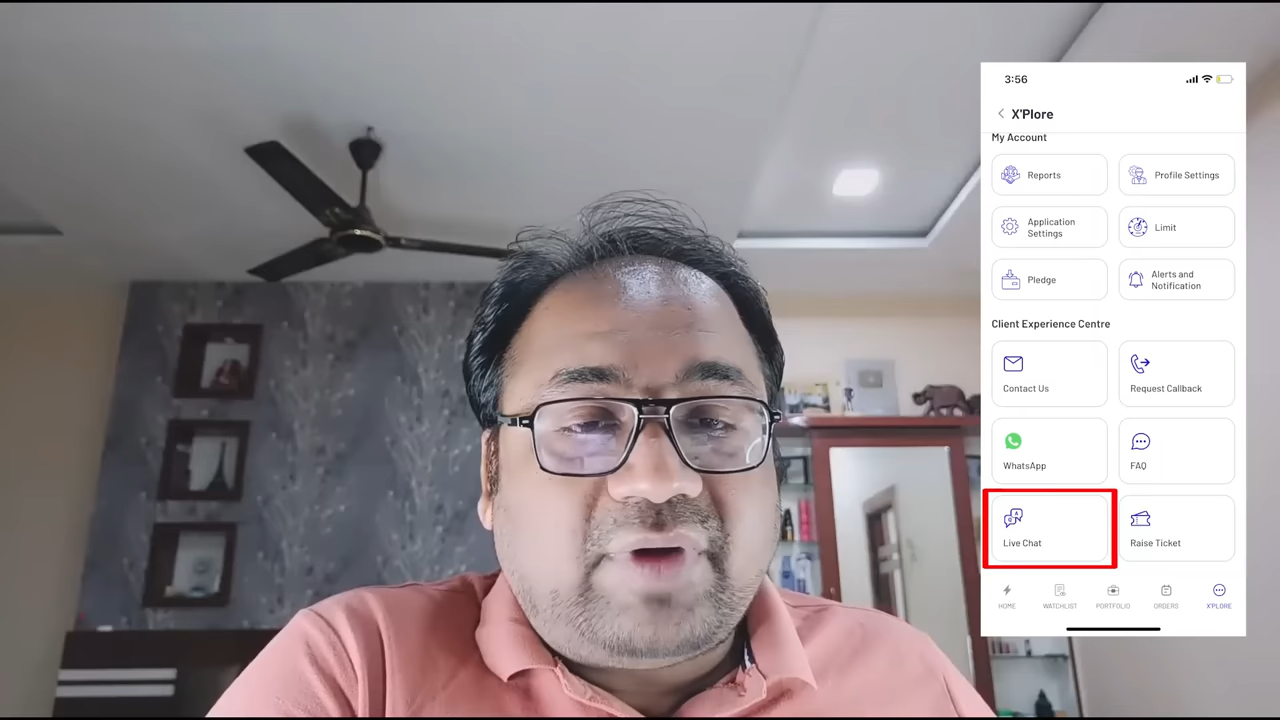 3:56
X'Plore
My Account
Reports
Profile Settings
Application
Settings
Limit
Pledge
Alerts and
Notification
Client Experience Centre
Contact Us
Request Callback
WhatsApp
FAQ
Live Chat
Raise Ticket
HOME
WATCHLIST
PORTFOLIO
ORDERS
X'PLORE